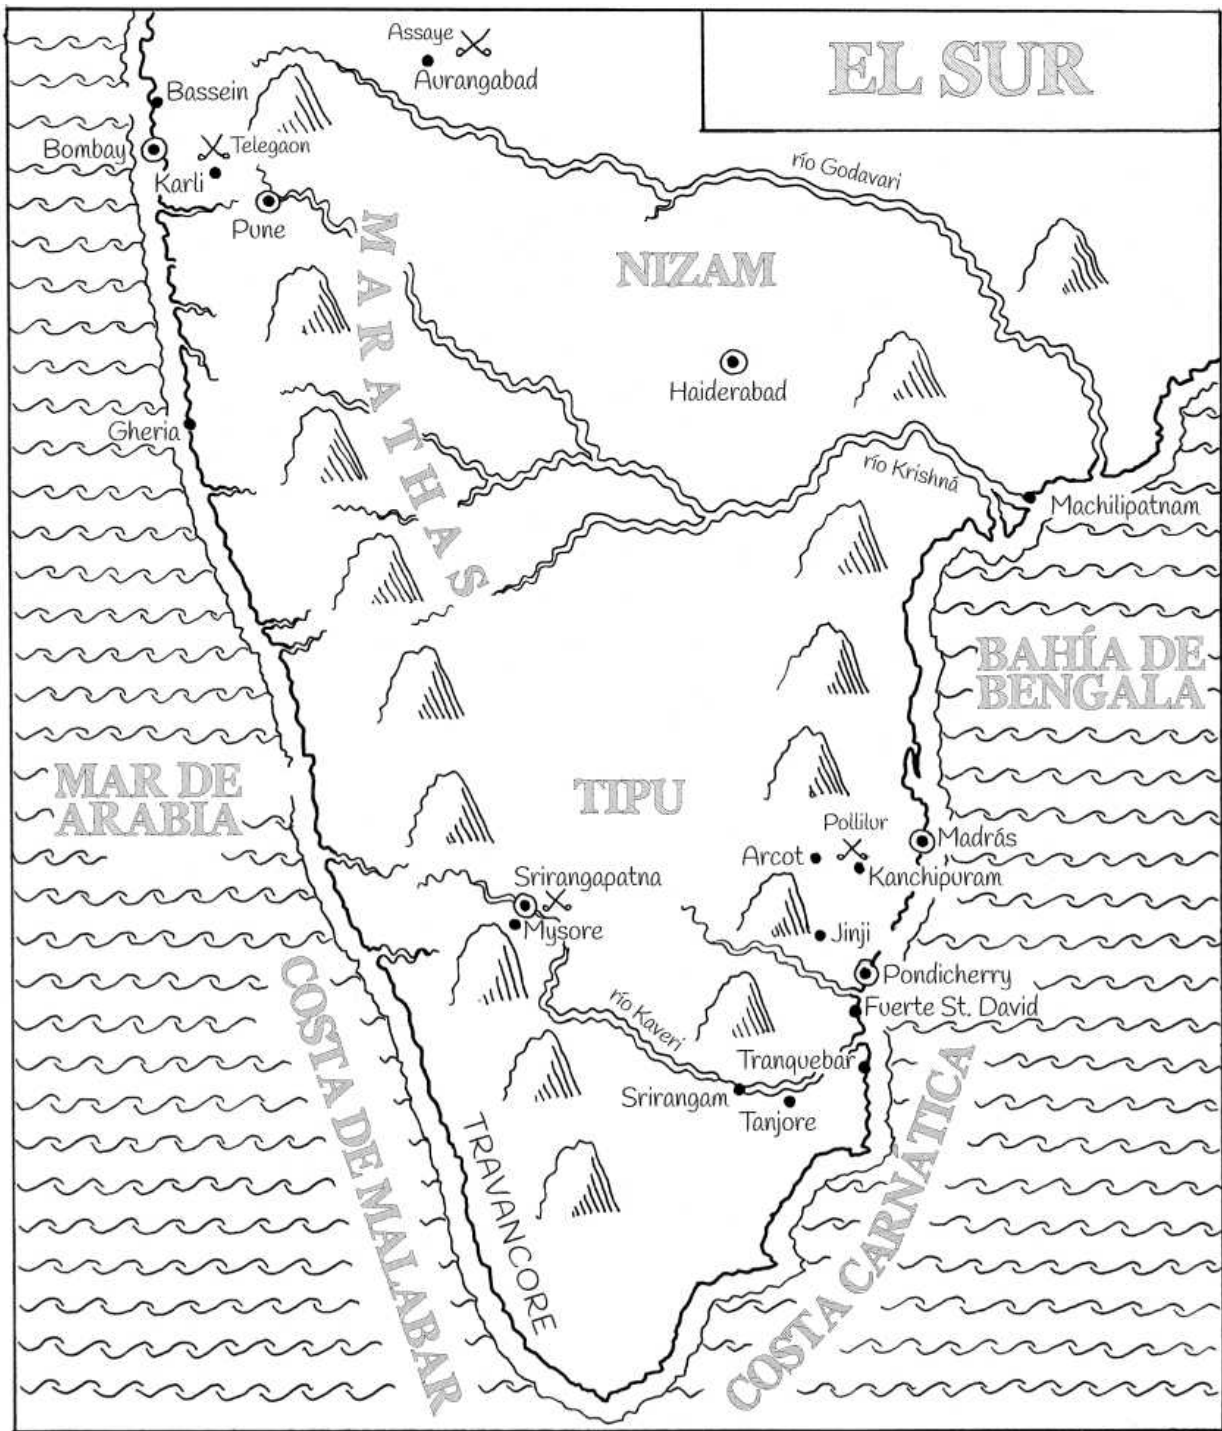 EL SUR
Assaye
Aurangabad
Bassein
Bombay
Telegaon
Karli
Pune
río Godavari
MARATHAS
NIZAM
Haiderabad
Gheria
río Krishná
Machilipatnam
BAHÍA DE
BENGALA
MAR DE
ARABIA
TIPU
Pollilur
Madrás
Arcot
Kanchipuram
Srirangapatna
Mysore
Jinji
Pondicherry
Fuerte St. David
río Kaveri
Tranquebar
Srirangam
Tanjore
COSTA DE MALABAR
TRAVANCORE
COSTA CARNÁTICA